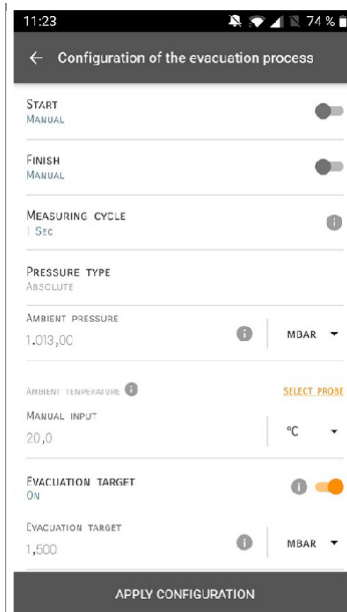 11:23 74 %
← Configuration of the evacuation process
START
MANUAL
FINISH
MANUAL
MEASURING CYCLE
1 SEC
PRESSURE TYPE
ABSOLUTE
AMBIENT PRESSURE
1.013,00 MBAR
AMBIENT TEMPERATURE SELECT PROBE
MANUAL INPUT
20,0 °C
EVACUATION TARGET
ON
EVACUATION TARGET
1,500 MBAR
APPLY CONFIGURATION